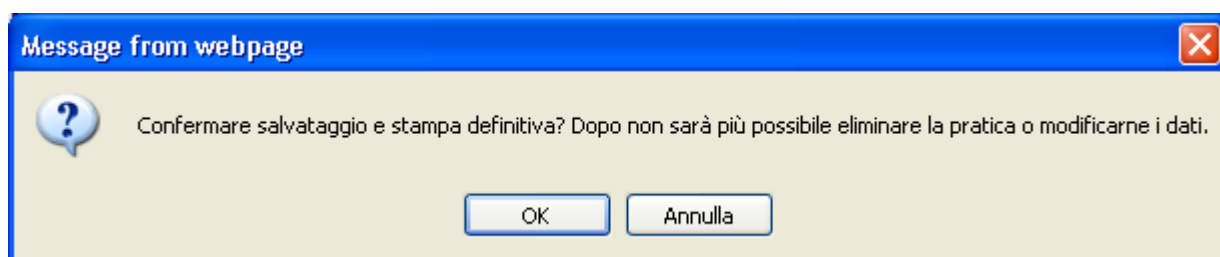 Message from webpage
Confermare salvataggio e stampa definitiva? Dopo non sarà più possibile eliminare la pratica o modificarne i dati.
OK
Annulla